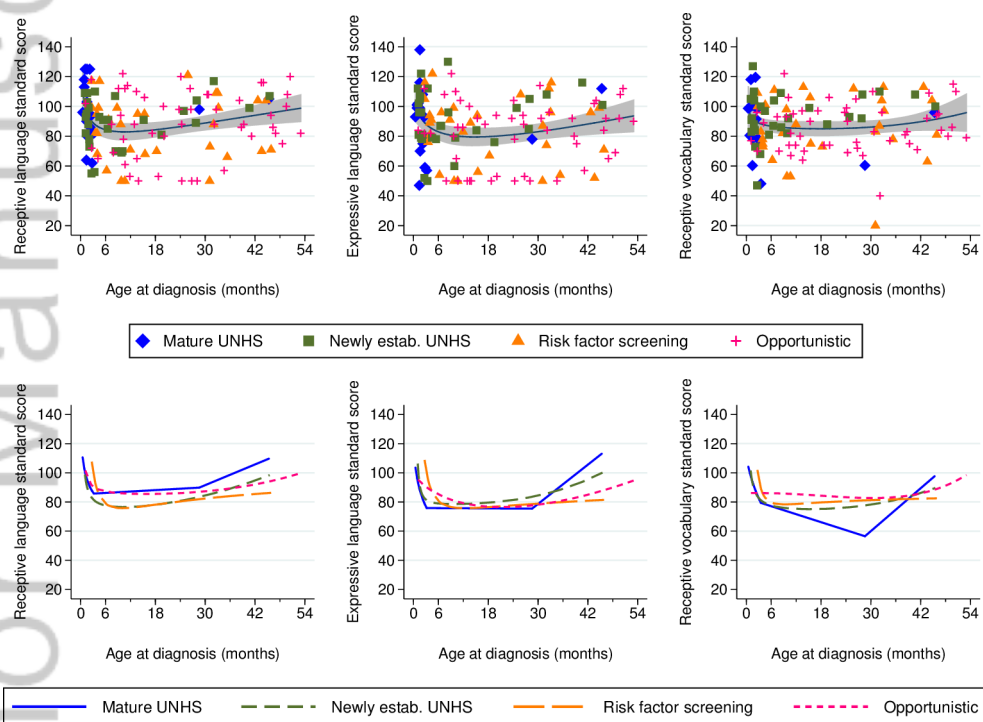 Receptive language standard score
140
120
100
80
60
40
20
0 6 18 30 42 54
Age at diagnosis (months)
Expressive language standard score
140
120
100
80
60
40
20
0 6 18 30 42 54
Age at diagnosis (months)
Receptive vocabulary standard score
140
120
100
80
60
40
20
0 6 18 30 42 54
Age at diagnosis (months)
Mature UNHS Newly estab. UNHS Risk factor screening Opportunistic
Receptive language standard score
140
120
100
80
60
40
20
0 6 18 30 42 54
Age at diagnosis (months)
Expressive language standard score
140
120
100
80
60
40
20
0 6 18 30 42 54
Age at diagnosis (months)
Receptive vocabulary standard score
140
120
100
80
60
40
20
0 6 18 30 42 54
Age at diagnosis (months)
Mature UNHS Newly estab. UNHS Risk factor screening Opportunistic